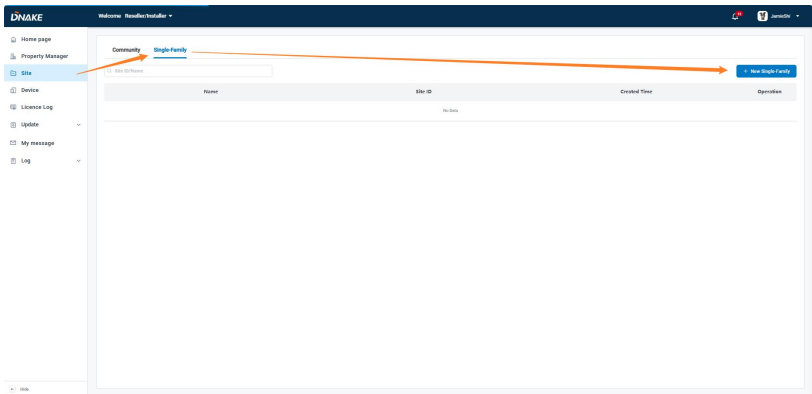 DNAKE
Welcome Reseller/Installer
JamieShi
Home page
Property Manager
Site
Device
Licence Log
Update
My message
Log
Community Single-Family
Site ID/Name
+ New Single-Family
Name Site ID Created Time Operation
No Data
Hide